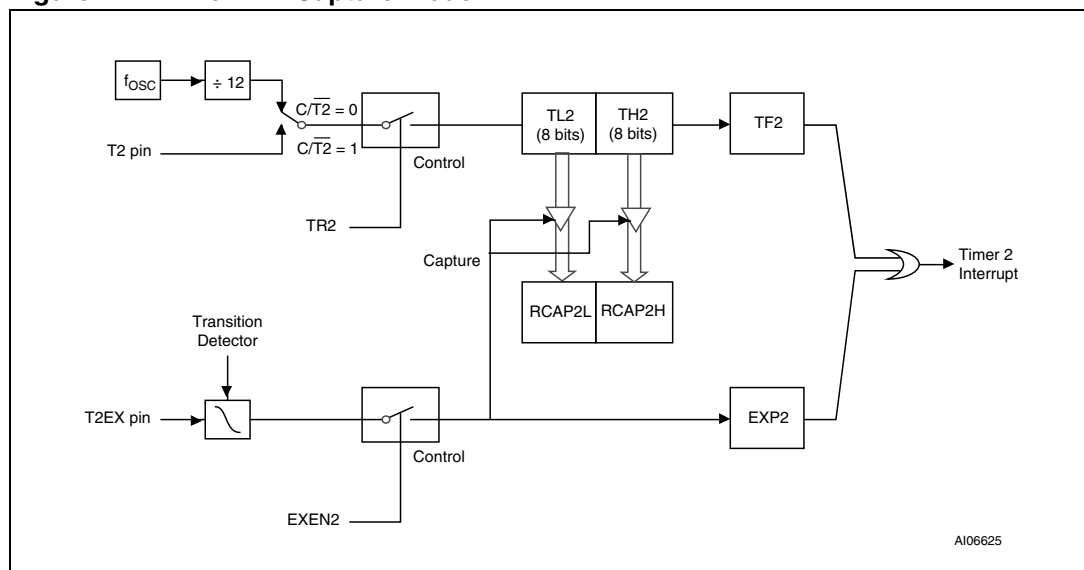 fOSC
÷ 12
C/T2 = 0
C/T2 = 1
T2 pin
Control
TR2
TL2
(8 bits)
TH2
(8 bits)
TF2
Capture
RCAP2L
RCAP2H
Timer 2
Interrupt
Transition
Detector
T2EX pin
Control
EXP2
EXEN2
AI06625